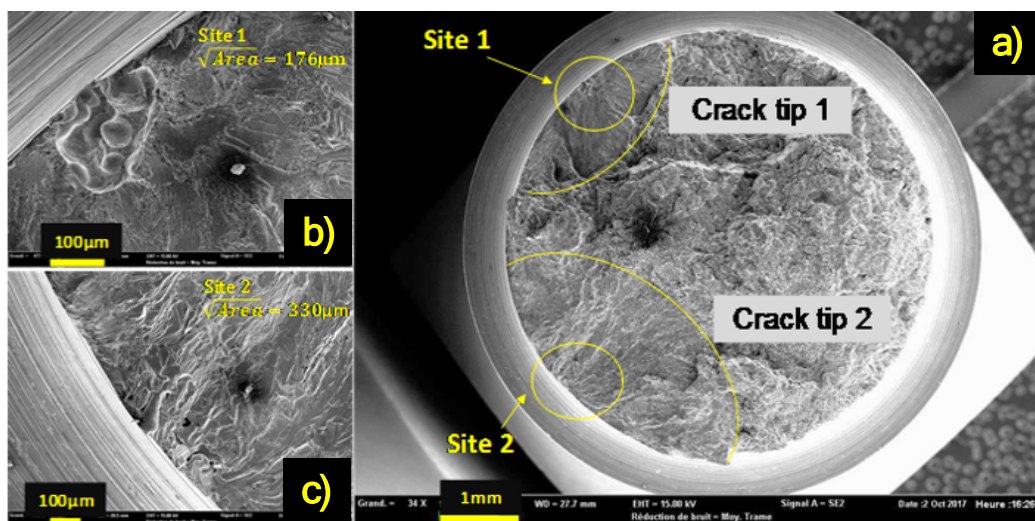 Site 1
√Area = 176μm
100μm
b)
Site 2
√Area = 330μm
100μm
c)
a)
Site 1
Crack tip 1
Crack tip 2
Site 2
1mm
Grand. = 34 X
WD = 27.7 mm
EHT = 15.00 kV
Signal A = SE2
Date :2 Oct 2017
Heure :16:2
Réduction de bruit = Moy. Trame